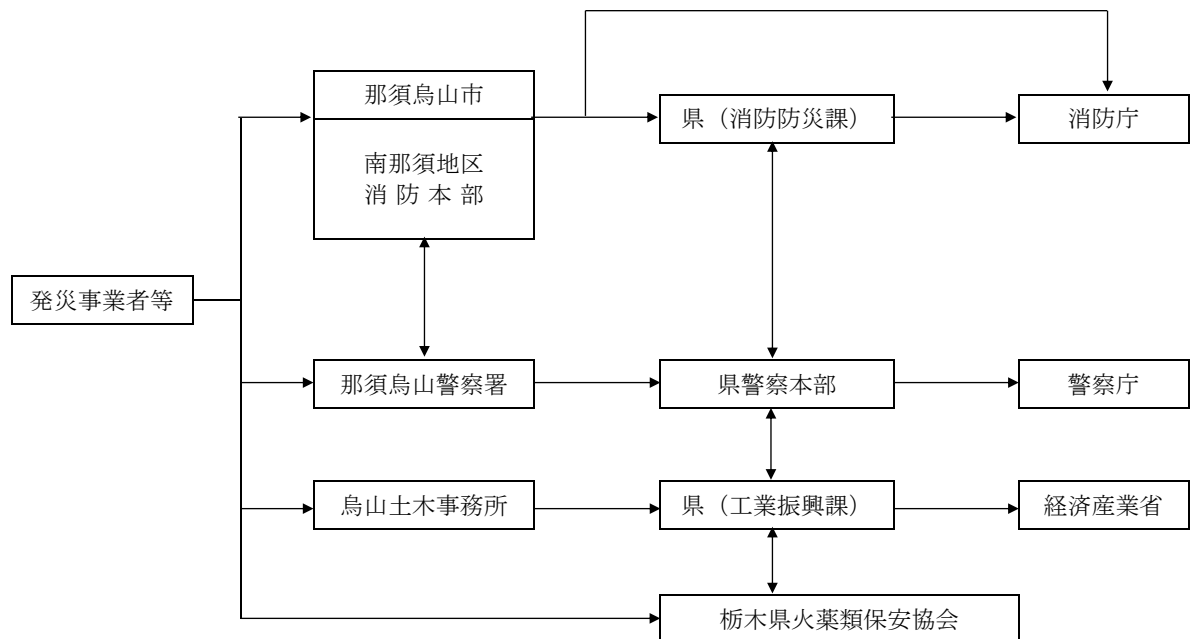 那須烏山市
県（消防防災課）
消防庁
南那須地区
消 防 本 部
発災事業者等
那須烏山警察署
県警察本部
警察庁
烏山土木事務所
県（工業振興課）
経済産業省
栃木県火薬類保安協会